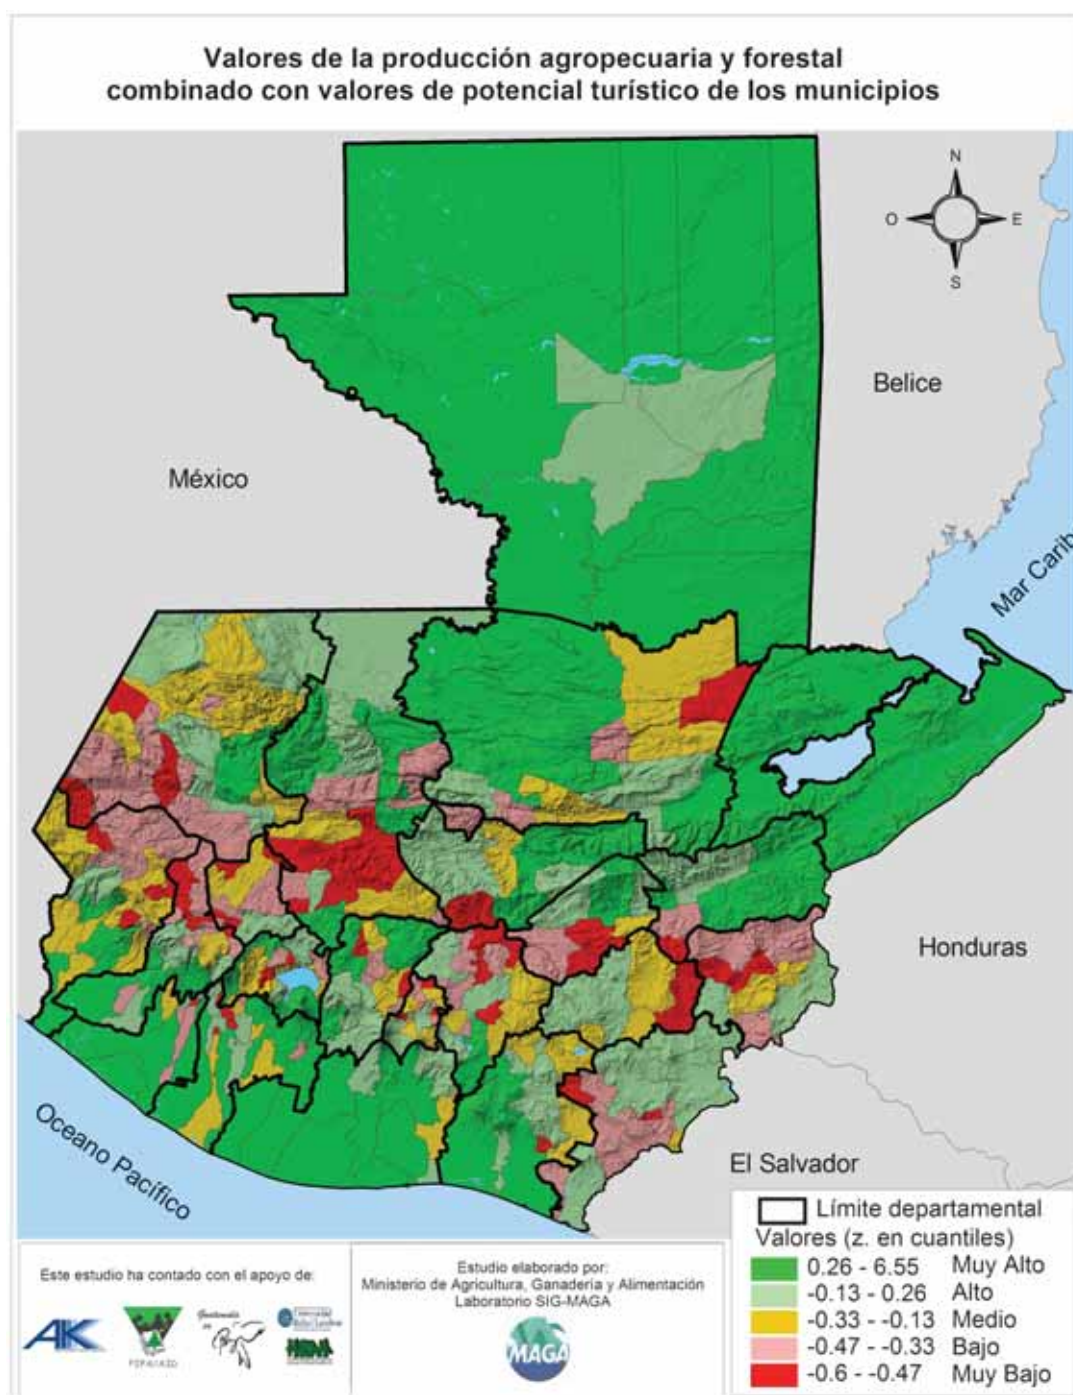 Valores de la producción agropecuaria y forestal
combinado con valores de potencial turístico de los municipios
N
O
E
S
Belice
México
Mar Carib
Honduras
Oceano Pacífico
El Salvador
Límite departamental
Valores (z. en cuantiles)
0.26 - 6.55 Muy Alto
-0.13 - 0.26 Alto
-0.33 - -0.13 Medio
-0.47 - -0.33 Bajo
-0.6 - -0.47 Muy Bajo
Este estudio ha contado con el apoyo de:
Estudio elaborado por:
Ministerio de Agricultura, Ganadería y Alimentación
Laboratorio SIG-MAGA
MAGA